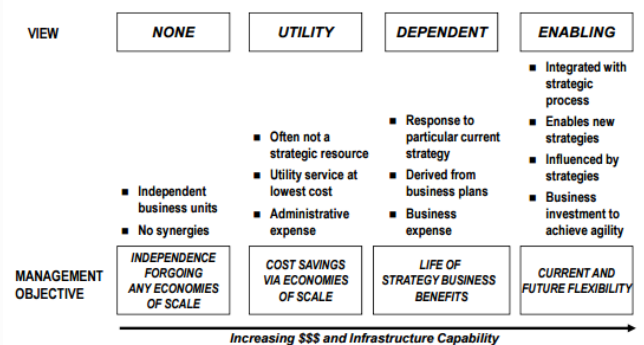 VIEW
NONE
UTILITY
DEPENDENT
ENABLING
■ Independent
business units
■ No synergies
■ Often not a
strategic resource
■ Utility service at
lowest cost
■ Administrative
expense
■ Response to
particular current
strategy
■ Derived from
business plans
■ Business
expense
■ Integrated with
strategic
process
■ Enables new
strategies
■ Influenced by
strategies
■ Business
investment to
achieve agility
MANAGEMENT
OBJECTIVE
INDEPENDENCE
FORGOING
ANY ECONOMIES
OF SCALE
COST SAVINGS
VIA ECONOMIES
OF SCALE
LIFE OF
STRATEGY BUSINESS
BENEFITS
CURRENT AND
FUTURE FLEXIBILITY
Increasing $$$ and Infrastructure Capability